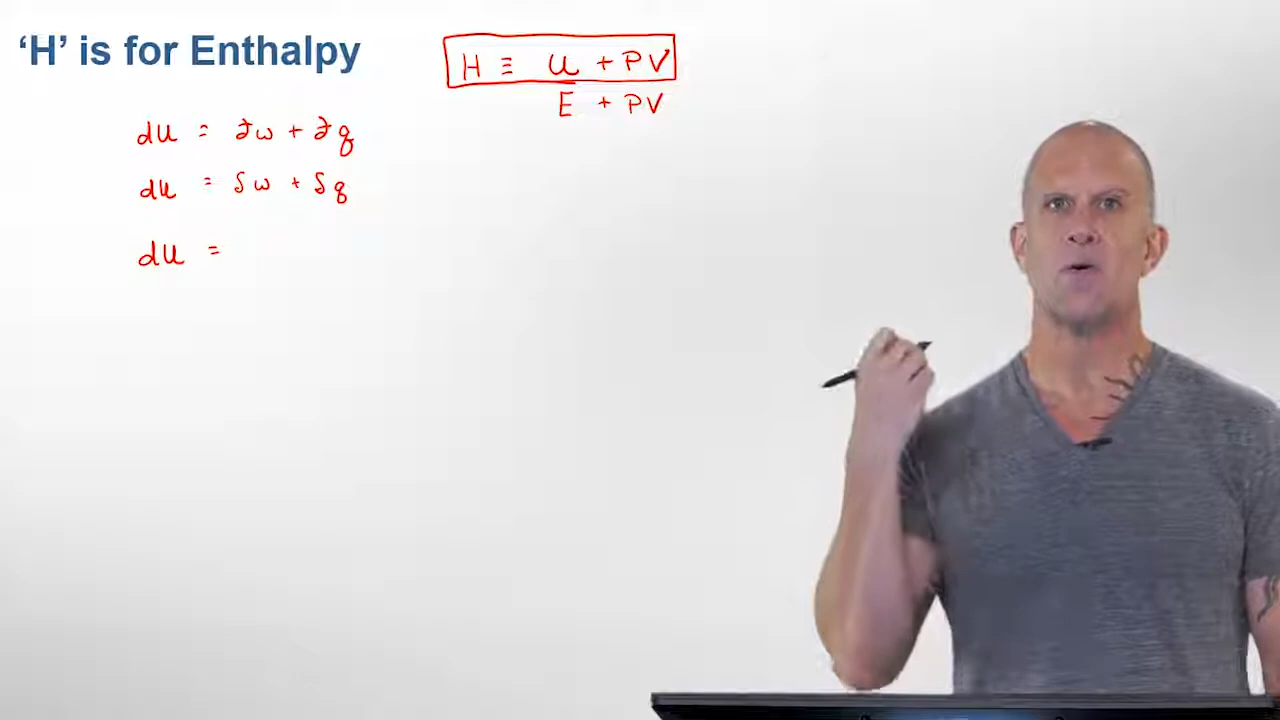 ‘H’ is for Enthalpy
H ≡ U + PV
E + PV
dU = ∂w + ∂q
dU = δw + δq
dU =